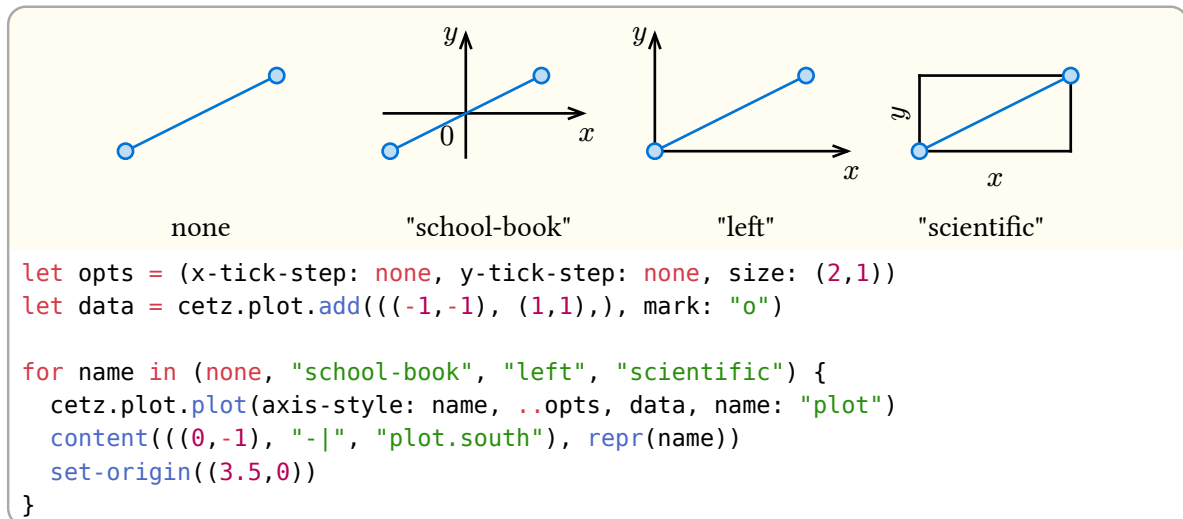 y
0
x
y
x
y
x
none "school-book" "left" "scientific"
let opts = (x-tick-step: none, y-tick-step: none, size: (2,1))
let data = cetz.plot.add(((-1,-1), (1,1),), mark: "o")
for name in (none, "school-book", "left", "scientific") {
  cetz.plot.plot(axis-style: name, ..opts, data, name: "plot")
  content(((0,-1), "-|", "plot.south"), repr(name))
  set-origin((3.5,0))
}